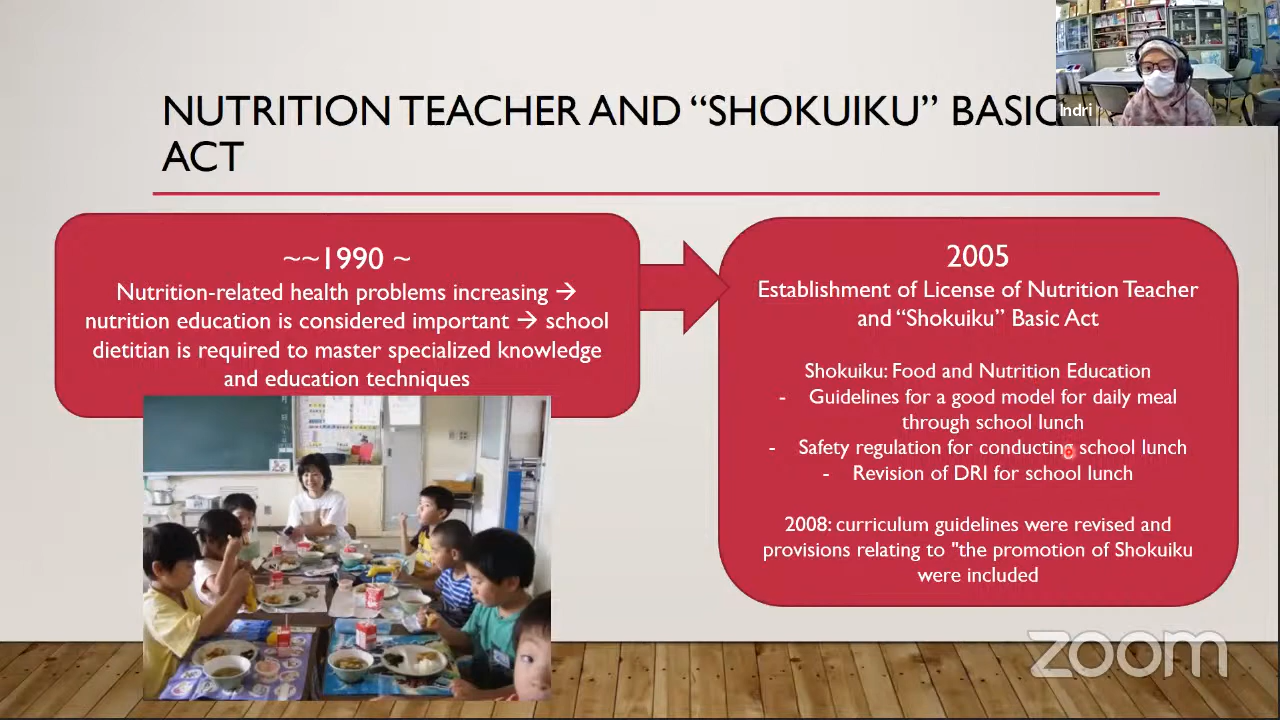 NUTRITION TEACHER AND “SHOKUIKU” BASIC
ACT
Indri
~~1990 ~
Nutrition-related health problems increasing →
nutrition education is considered important → school
dietitian is required to master specialized knowledge
and education techniques
2005
Establishment of License of Nutrition Teacher
and “Shokuiku” Basic Act
Shokuiku: Food and Nutrition Education
- Guidelines for a good model for daily meal
through school lunch
- Safety regulation for conducting school lunch
- Revision of DRI for school lunch
2008: curriculum guidelines were revised and
provisions relating to "the promotion of Shokuiku
were included
zoom